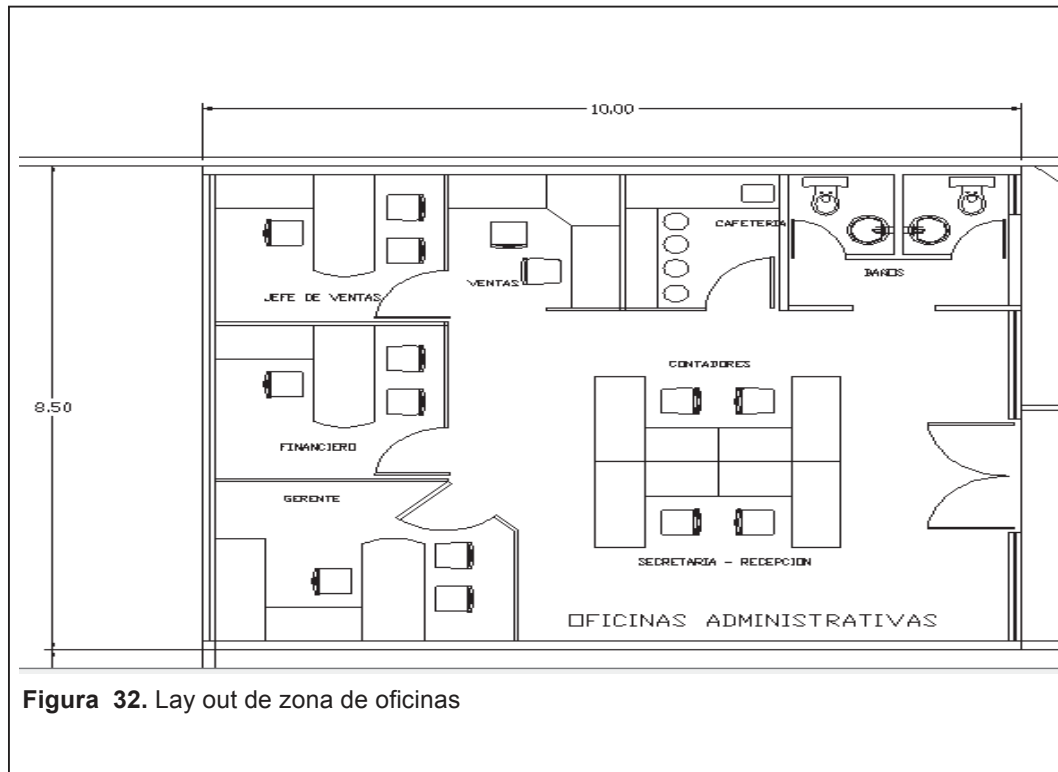 10.00
CAFETERIA
VENTAS
BAÑOS
JEFE DE VENTAS
CONTADORES
8.50
FINANCIERO
GERENTE
SECRETARIA - RECEPCION
OFICINAS ADMINISTRATIVAS
Figura 32. Lay out de zona de oficinas